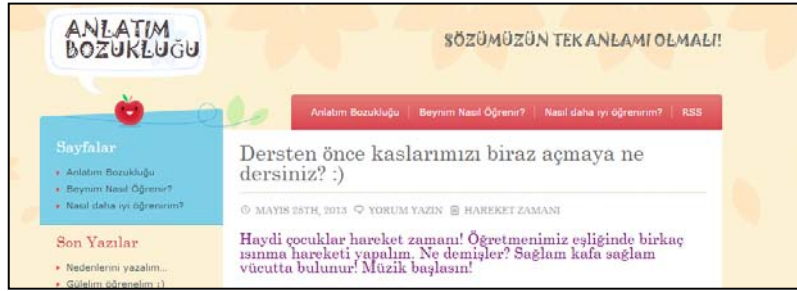 ANLATIM
BOZUKLUĞU
SÖZÜMÜZÜN TEK ANLAMI OLMALI!
Anlatım Bozukluğu
Beynim Nasıl Öğrenir?
Nasıl daha iyi öğrenirim?
RSS
Sayfalar
Anlatım Bozukluğu
Beynim Nasıl Öğrenir?
Nasıl daha iyi öğrenirim?
Son Yazılar
Nedenlerini yazalım...
Gülelim öğrenelim :)
Dersten önce kaslarımızı biraz açmaya ne
dersiniz? :)
MAYIS 28TH, 2013 YORUM YAZIN HAREKET ZAMANI
Haydi çocuklar hareket zamanı! Öğretmenimiz eşliğinde birkaç
ısınma hareketi yapalım. Ne demişler? Sağlam kafa sağlam
vücutta bulunur! Müzik başlasın!